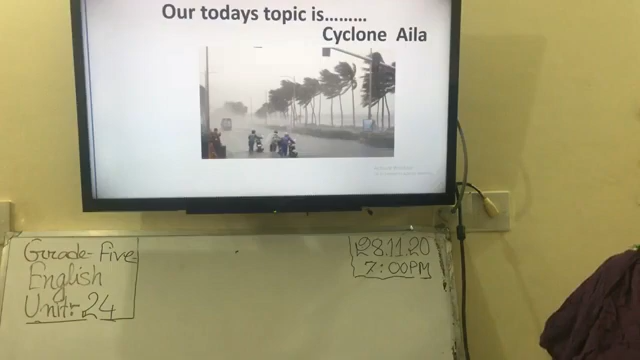 Our todays topic is………
Cyclone Aila
Grade- Five
English
Unit: 24
28.11.20
7:00PM